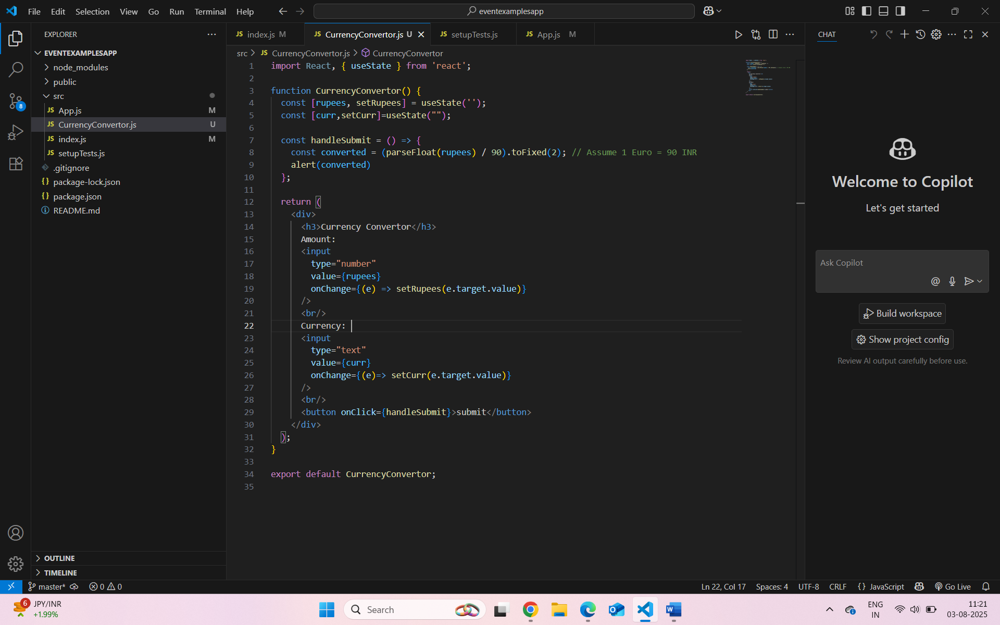 File Edit Selection View Go Run Terminal Help
eventexamplesapp
EXPLORER
EVENTEXAMPLESAPP
node_modules
public
src
JS App.js M
JS CurrencyConvertor.js U
JS index.js M
JS setupTests.js
.gitignore
{} package-lock.json
{} package.json
README.md
OUTLINE
TIMELINE
8
JS index.js M
JS CurrencyConvertor.js U
JS setupTests.js
JS App.js M
src > JS CurrencyConvertor.js > CurrencyConvertor
1 import React, { useState } from 'react';
2
3 function CurrencyConvertor() {
4 const [rupees, setRupees] = useState('');
5 const [curr,setCurr]=useState("");
6
7 const handleSubmit = () => {
8 const converted = (parseFloat(rupees) / 90).toFixed(2); // Assume 1 Euro = 90 INR
9 alert(converted)
10 };
11
12 return (
13 <div>
14 <h3>Currency Convertor</h3>
15 Amount:
16 <input
17 type="number"
18 value={rupees}
19 onChange={(e) => setRupees(e.target.value)}
20 />
21 <br/>
22 Currency:
23 <input
24 type="text"
25 value={curr}
26 onChange={(e)=> setCurr(e.target.value)}
27 />
28 <br/>
29 <button onClick={handleSubmit}>submit</button>
30 </div>
31 );
32 }
33
34 export default CurrencyConvertor;
35
CHAT
Welcome to Copilot
Let's get started
Ask Copilot
@
Build workspace
Show project config
Review AI output carefully before use.
master* 0 0
Ln 22, Col 17 Spaces: 4 UTF-8 CRLF {} JavaScript Go Live
6
JPY/INR
+1.99%
Search
ENG
IN
11:21
03-08-2025